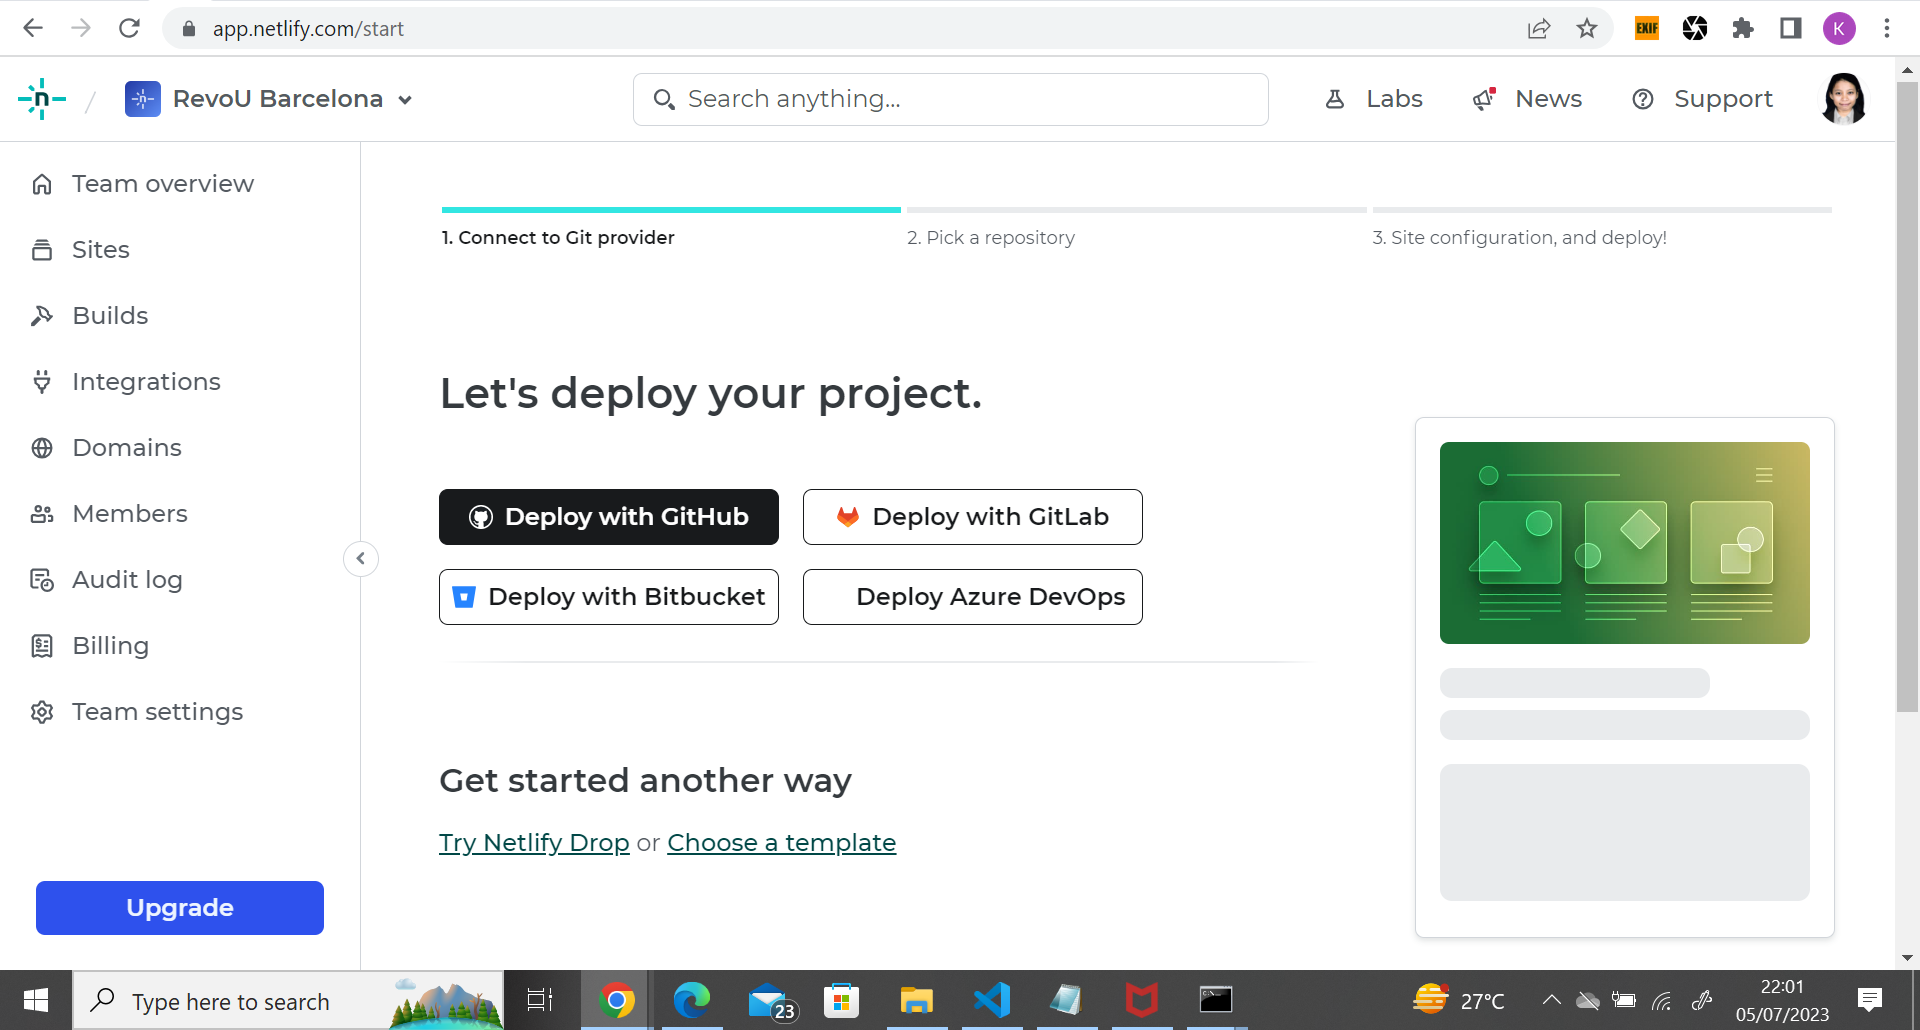 app.netlify.com/start
EXIF
K
n
/
RevoU Barcelona
Search anything...
Labs
News
Support
Team overview
Sites
Builds
Integrations
Domains
Members
Audit log
Billing
Team settings
Upgrade
1. Connect to Git provider
2. Pick a repository
3. Site configuration, and deploy!
Let's deploy your project.
Deploy with GitHub
Deploy with GitLab
Deploy with Bitbucket
Deploy Azure DevOps
Get started another way
Try Netlify Drop or Choose a template
Type here to search
23
27°C
22:01
05/07/2023